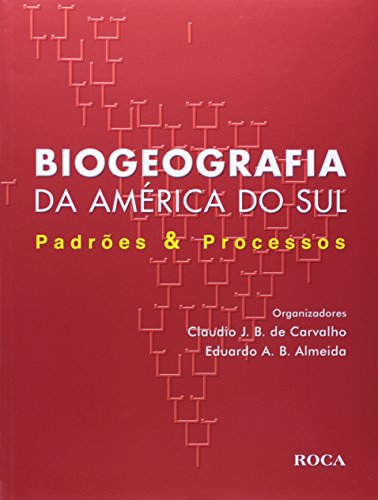 BIOGEOGRAFIA
DA AMÉRICA DO SUL
Padrões & Processos
Organizadores
Claudio J. B. de Carvalho
Eduardo A. B. Almeida
ROCA